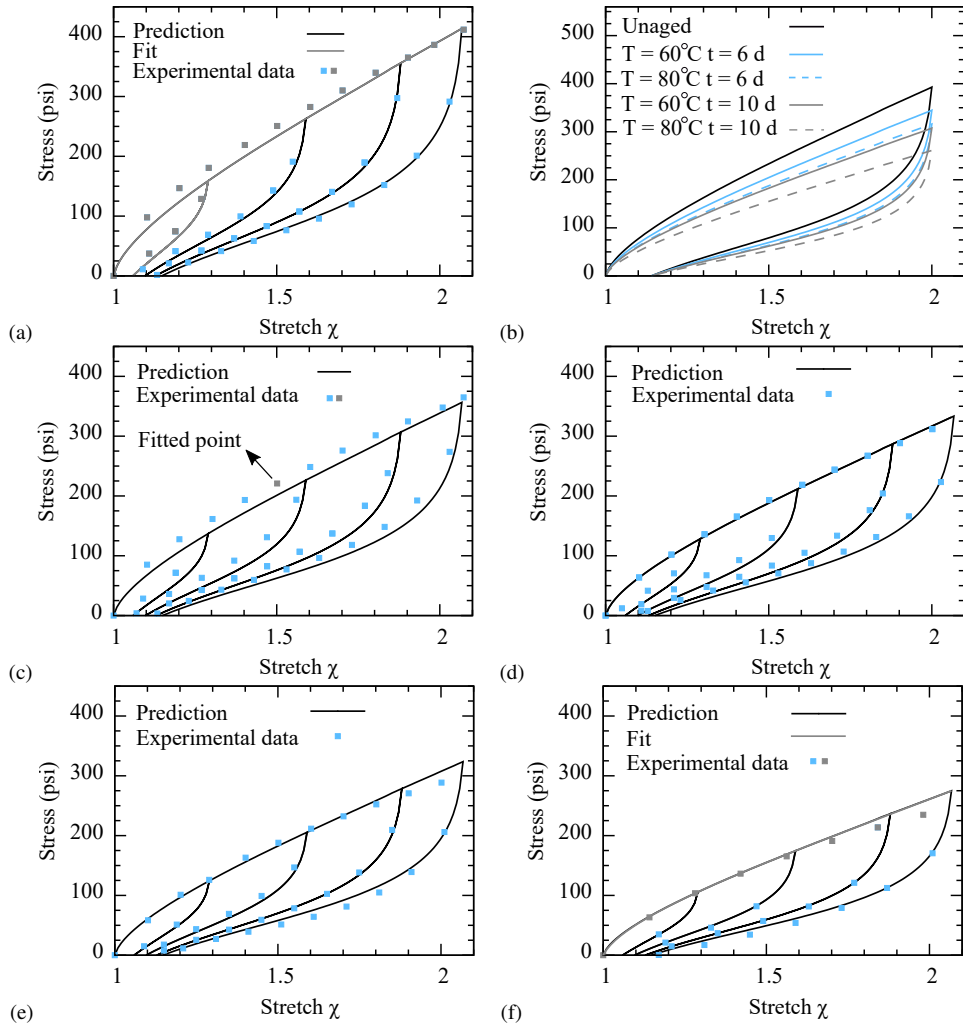 400
300
200
100
0
Stress (psi)
Prediction
Fit
Experimental data
1
1.5
2
Stretch χ
(a)
500
400
300
200
100
0
Stress (psi)
Unaged
T = 60°C t = 6 d
T = 80°C t = 6 d
T = 60°C t = 10 d
T = 80°C t = 10 d
1
1.5
2
Stretch χ
(b)
400
300
200
100
0
Stress (psi)
Prediction
Experimental data
Fitted point
1
1.5
2
Stretch χ
(c)
400
300
200
100
0
Stress (psi)
Prediction
Experimental data
1
1.5
2
Stretch χ
(d)
400
300
200
100
0
Stress (psi)
Prediction
Experimental data
1
1.5
2
Stretch χ
(e)
400
300
200
100
0
Stress (psi)
Prediction
Fit
Experimental data
1
1.5
2
Stretch χ
(f)